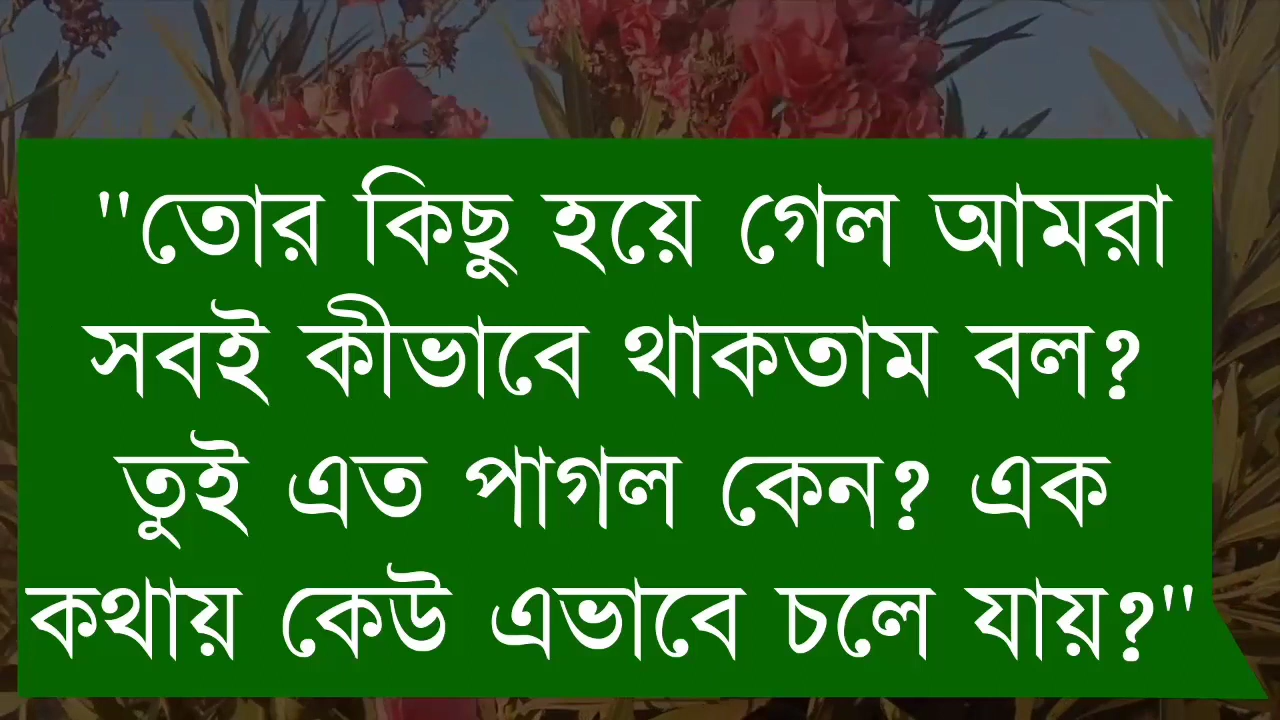 "তোর কিছু হয়ে গেল আমরা
সবই কীভাবে থাকতাম বল?
তুই এত পাগল কেন? এক
কথায় কেউ এভাবে চলে যায়?"